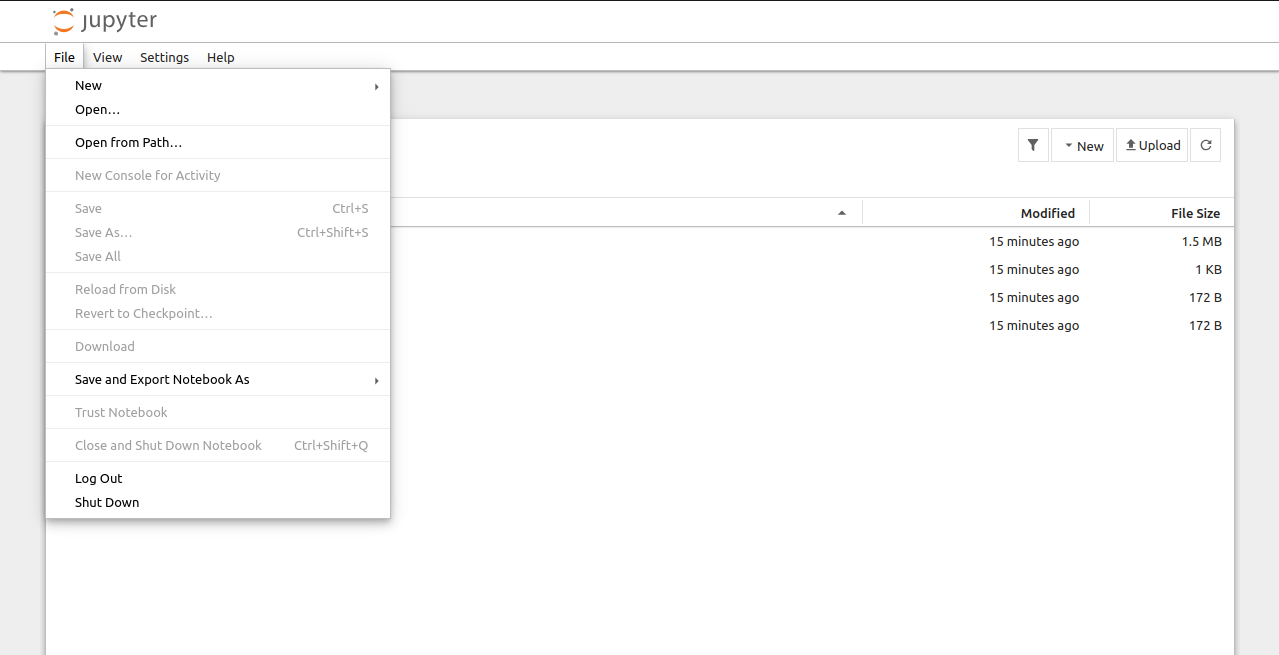 jupyter
File View Settings Help
New
Open…
Open from Path…
New Console for Activity
Save Ctrl+S
Save As… Ctrl+Shift+S
Save All
Reload from Disk
Revert to Checkpoint…
Download
Save and Export Notebook As
Trust Notebook
Close and Shut Down Notebook Ctrl+Shift+Q
Log Out
Shut Down
New Upload
Modified File Size
15 minutes ago 1.5 MB
15 minutes ago 1 KB
15 minutes ago 172 B
15 minutes ago 172 B